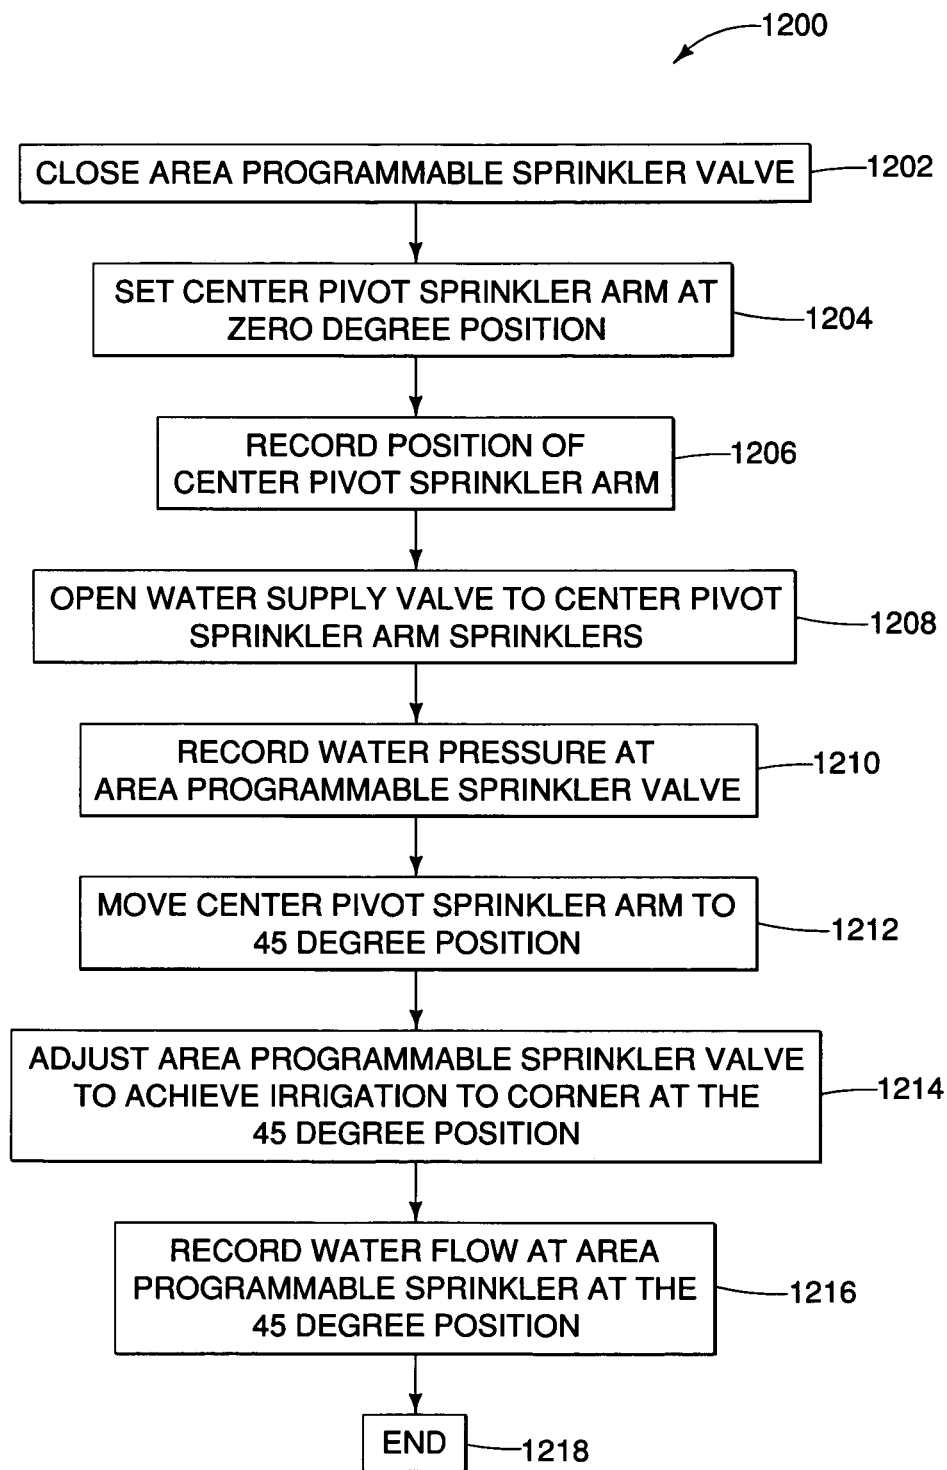 1200
CLOSE AREA PROGRAMMABLE SPRINKLER VALVE
1202
SET CENTER PIVOT SPRINKLER ARM AT
ZERO DEGREE POSITION
1204
RECORD POSITION OF
CENTER PIVOT SPRINKLER ARM
1206
OPEN WATER SUPPLY VALVE TO CENTER PIVOT
SPRINKLER ARM SPRINKLERS
1208
RECORD WATER PRESSURE AT
AREA PROGRAMMABLE SPRINKLER VALVE
1210
MOVE CENTER PIVOT SPRINKLER ARM TO
45 DEGREE POSITION
1212
ADJUST AREA PROGRAMMABLE SPRINKLER VALVE
TO ACHIEVE IRRIGATION TO CORNER AT THE
45 DEGREE POSITION
1214
RECORD WATER FLOW AT AREA
PROGRAMMABLE SPRINKLER AT THE
45 DEGREE POSITION
1216
END
1218